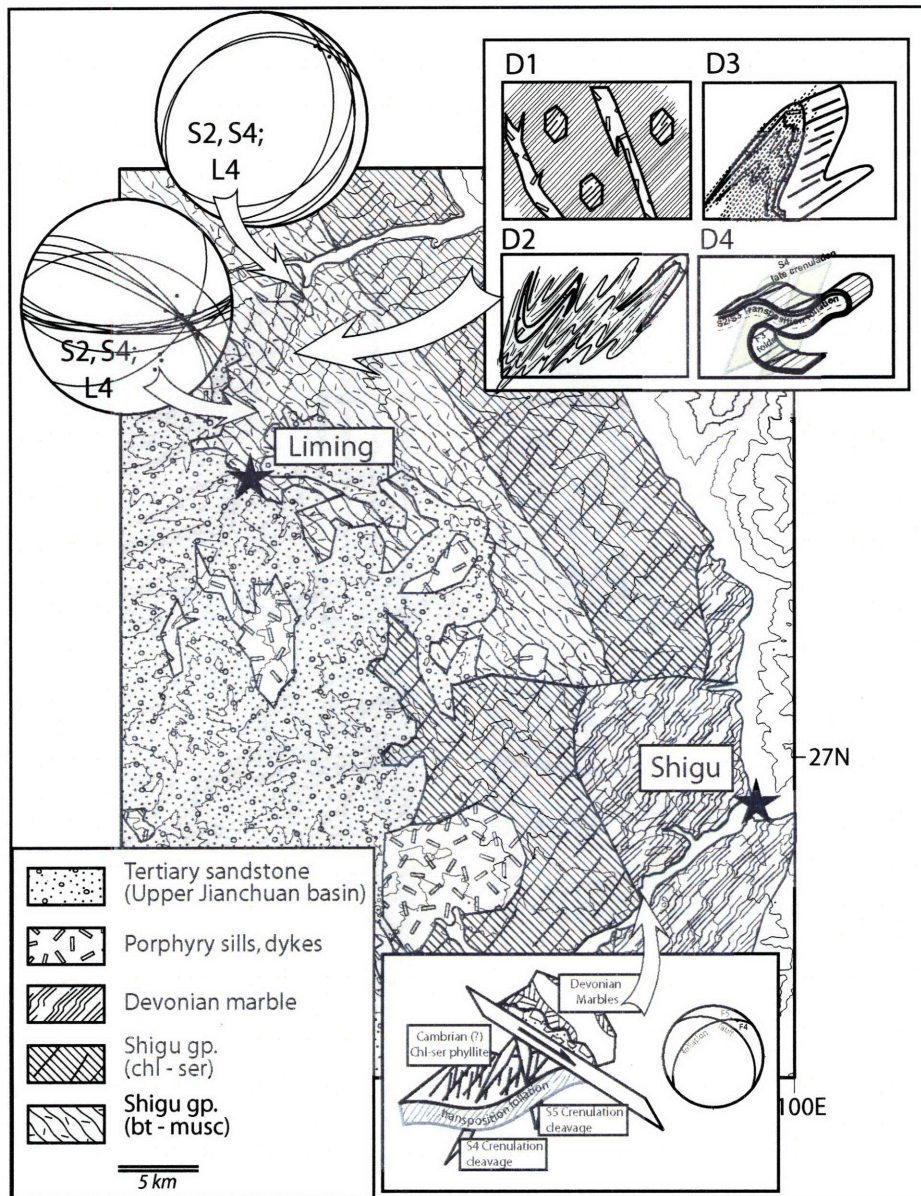 D1
D3
S2, S4;
L4
D2
D4
S4
late crenulation
S2/S3 transposition foliation
F3
folds
S2, S4;
L4
Liming
Shigu
27N
Tertiary sandstone
(Upper Jianchuan basin)
Porphyry sills, dykes
Devonian marble
Shigu gp.
(chl - ser)
Shigu gp.
(bt - musc)
5 km
Devonian
Marbles
Cambrian (?)
Chl-ser phyllite
transposition foliation
S5 Crenulation
cleavage
S4 Crenulation
cleavage
F5
F4
foliation
100E